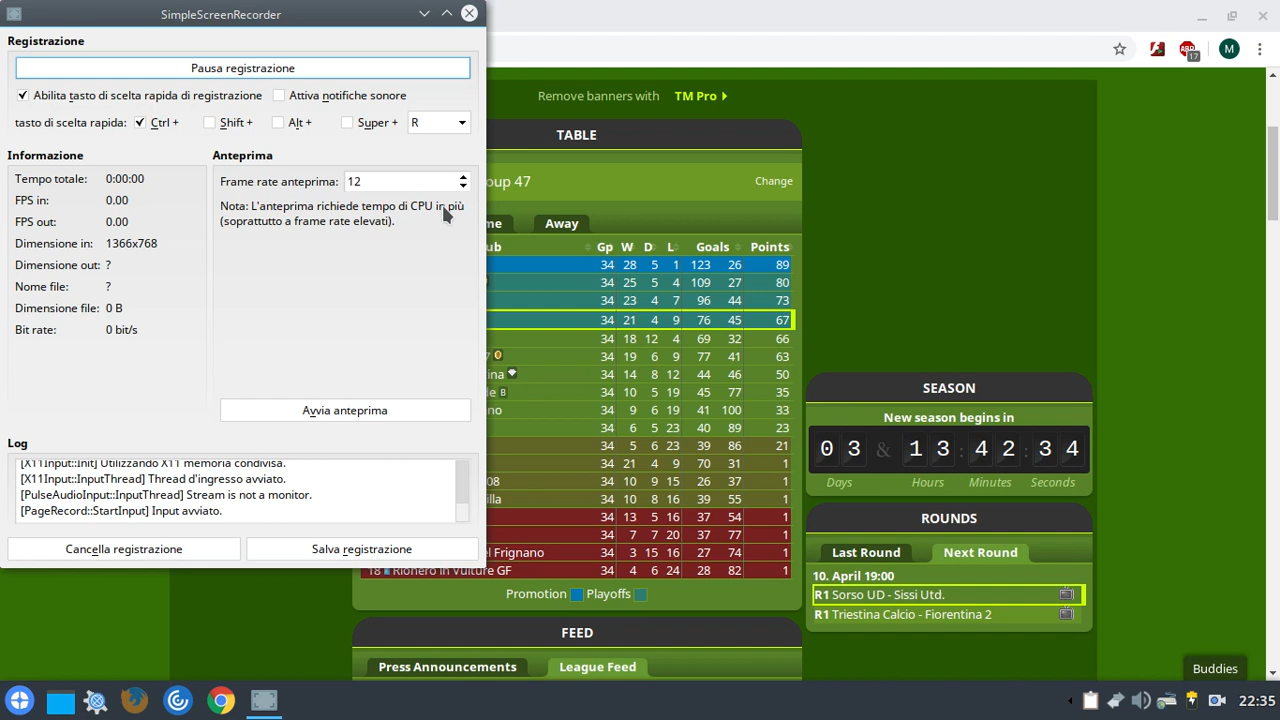 SimpleScreenRecorder
Registrazione
Pausa registrazione
Abilita tasto di scelta rapida di registrazione
Attiva notifiche sonore
tasto di scelta rapida: Ctrl + Shift + Alt + Super + R
Informazione
Tempo totale: 0:00:00
FPS in: 0.00
FPS out: 0.00
Dimensione in: 1366x768
Dimensione out: ?
Nome file: ?
Dimensione file: 0 B
Bit rate: 0 bit/s
Anteprima
Frame rate anteprima: 12
Nota: L'anteprima richiede tempo di CPU in più
(soprattutto a frame rate elevati).
Avvia anteprima
Log
[X11Input::Init] Utilizzando X11 memoria condivisa.
[X11Input::InputThread] Thread d'ingresso avviato.
[PulseAudioInput::InputThread] Stream is not a monitor.
[PageRecord::StartInput] Input avviato.
Cancella registrazione
Salva registrazione
17
M
Remove banners with TM Pro
TABLE
oup 47
Change
me
Away
ub Gp W D L Goals Points
34 28 5 1 123 26 89
34 25 5 4 109 27 80
34 23 4 7 96 44 73
34 21 4 9 76 45 67
34 18 12 4 69 32 66
7 34 19 6 9 77 41 63
ina 34 14 8 12 44 46 50
de B 34 10 5 19 45 77 35
no 34 9 6 19 41 100 33
34 6 5 23 40 89 23
34 5 6 23 39 86 21
34 21 4 9 70 31 1
08 34 10 9 15 26 37 1
illa 34 10 8 16 39 55 1
34 13 5 16 37 54 1
34 7 7 20 37 77 1
el Frignano 34 3 15 16 27 74 1
18 Rionero in Vulture GF 34 4 6 24 28 82 1
Promotion Playoffs
FEED
Press Announcements
League Feed
SEASON
New season begins in
03 & 13 : 42 : 34
Days Hours Minutes Seconds
ROUNDS
Last Round
Next Round
10. April 19:00
R1 Sorso UD - Sissi Utd.
R1 Triestina Calcio - Fiorentina 2
Buddies
22:35